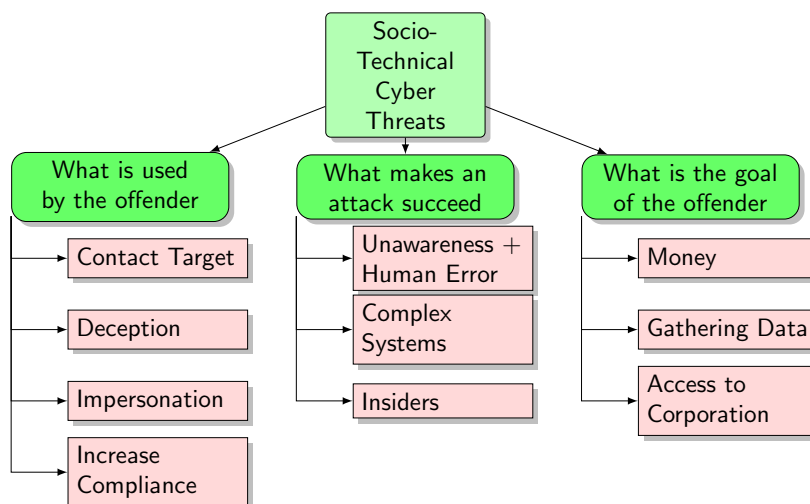 Socio-
Technical
Cyber
Threats
What is used
by the offender
Contact Target
Deception
Impersonation
Increase
Compliance
What makes an
attack succeed
Unawareness +
Human Error
Complex
Systems
Insiders
What is the goal
of the offender
Money
Gathering Data
Access to
Corporation